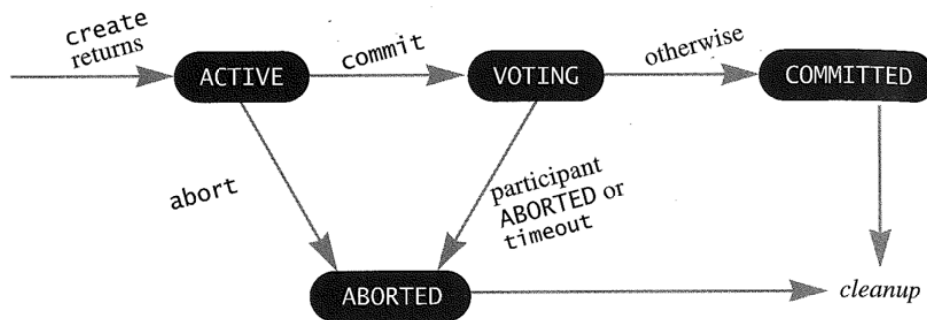 create
returns
ACTIVE
commit
VOTING
otherwise
COMMITTED
abort
participant
ABORTED or
timeout
ABORTED
cleanup